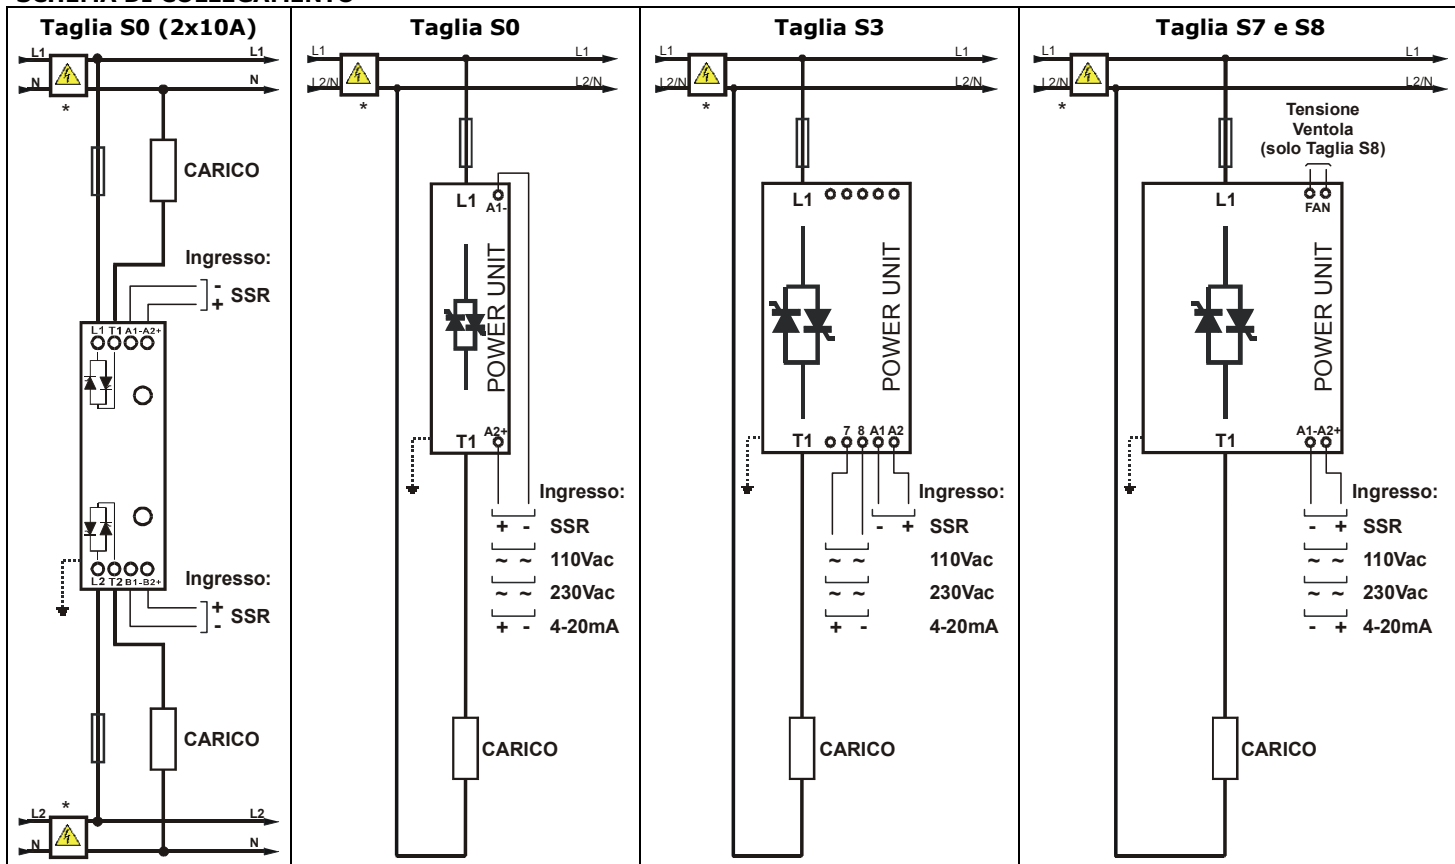 SCHEMA DI COLLEGAMENTO
Taglia S0 (2x10A)
L1
L1
N
N
*
CARICO
Ingresso:
-
+
SSR
L1 T1 A1- A2+
L2 T2 B1- B2+
Ingresso:
+
-
SSR
CARICO
*
L2
L2
N
N
Taglia S0
L1
L1
L2/N
L2/N
*
L1
A1-
POWER UNIT
T1
A2+
Ingresso:
+ - SSR
~ ~ 110Vac
~ ~ 230Vac
+ - 4-20mA
CARICO
Taglia S3
L1
L1
L2/N
L2/N
*
L1
POWER UNIT
T1
7 8 A1 A2
Ingresso:
- + SSR
~ ~ 110Vac
~ ~ 230Vac
+ - 4-20mA
CARICO
Taglia S7 e S8
L1
L1
L2/N
L2/N
*
Tensione
Ventola
(solo Taglia S8)
L1
FAN
POWER UNIT
T1
A1- A2+
Ingresso:
- + SSR
~ ~ 110Vac
~ ~ 230Vac
- + 4-20mA
CARICO